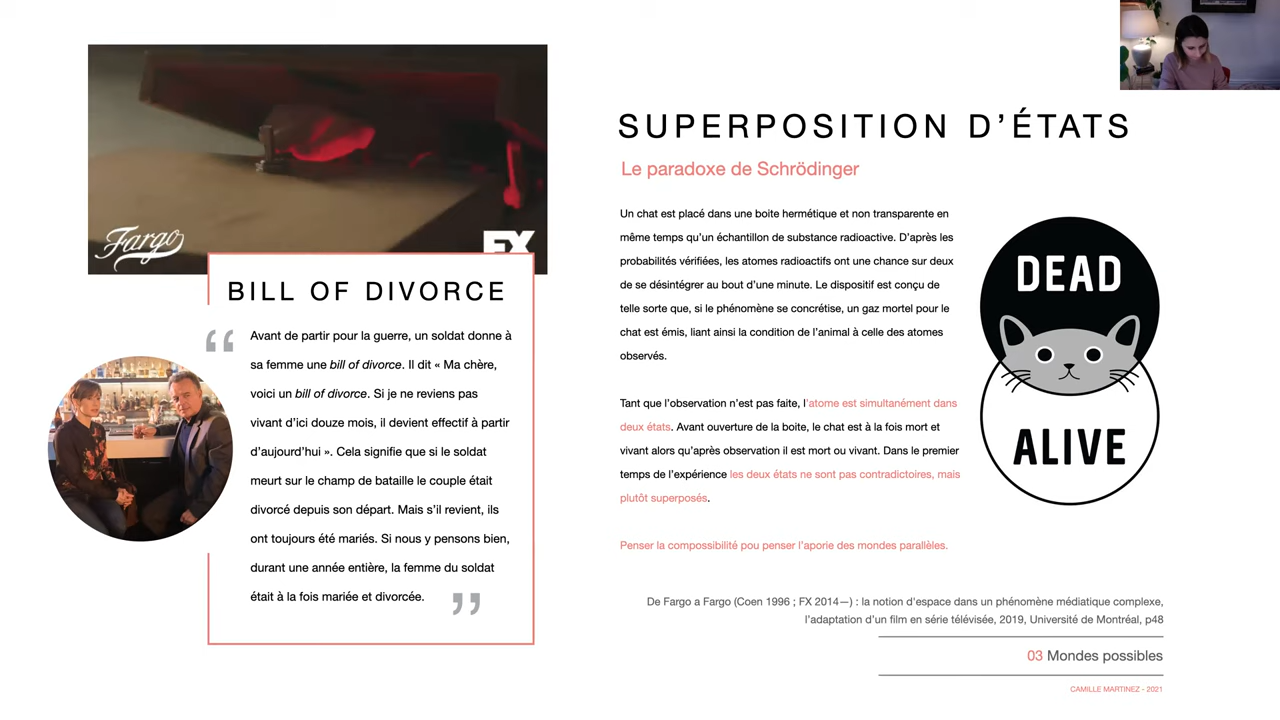 Fargo
FX
BILL OF DIVORCE
“
Avant de partir pour la guerre, un soldat donne à
sa femme une bill of divorce. Il dit « Ma chère,
voici un bill of divorce. Si je ne reviens pas
vivant d’ici douze mois, il devient effectif à partir
d’aujourd’hui ». Cela signifie que si le soldat
meurt sur le champ de bataille le couple était
divorcé depuis son départ. Mais s’il revient, ils
ont toujours été mariés. Si nous y pensons bien,
durant une année entière, la femme du soldat
était à la fois mariée et divorcée.
”
SUPERPOSITION D’ÉTATS
Le paradoxe de Schrödinger
Un chat est placé dans une boite hermétique et non transparente en
même temps qu’un échantillon de substance radioactive. D’après les
probabilités vérifiées, les atomes radioactifs ont une chance sur deux
de se désintégrer au bout d’une minute. Le dispositif est conçu de
telle sorte que, si le phénomène se concrétise, un gaz mortel pour le
chat est émis, liant ainsi la condition de l’animal à celle des atomes
observés.
Tant que l’observation n’est pas faite, l’atome est simultanément dans
deux états. Avant ouverture de la boite, le chat est à la fois mort et
vivant alors qu’après observation il est mort ou vivant. Dans le premier
temps de l’expérience les deux états ne sont pas contradictoires, mais
plutôt superposés.
Penser la compossibilité pou penser l’aporie des mondes parallèles.
DEAD
ALIVE
De Fargo a Fargo (Coen 1996 ; FX 2014—) : la notion d'espace dans un phénomène médiatique complexe,
l’adaptation d’un film en série télévisée, 2019, Université de Montréal, p48
03 Mondes possibles
CAMILLE MARTINEZ - 2021